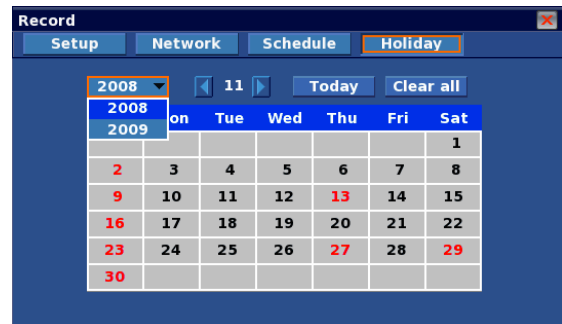 Record
Setup Network Schedule Holiday
2008 11 Today Clear all
2008
2009
on Tue Wed Thu Fri Sat
1
2 3 4 5 6 7 8
9 10 11 12 13 14 15
16 17 18 19 20 21 22
23 24 25 26 27 28 29
30